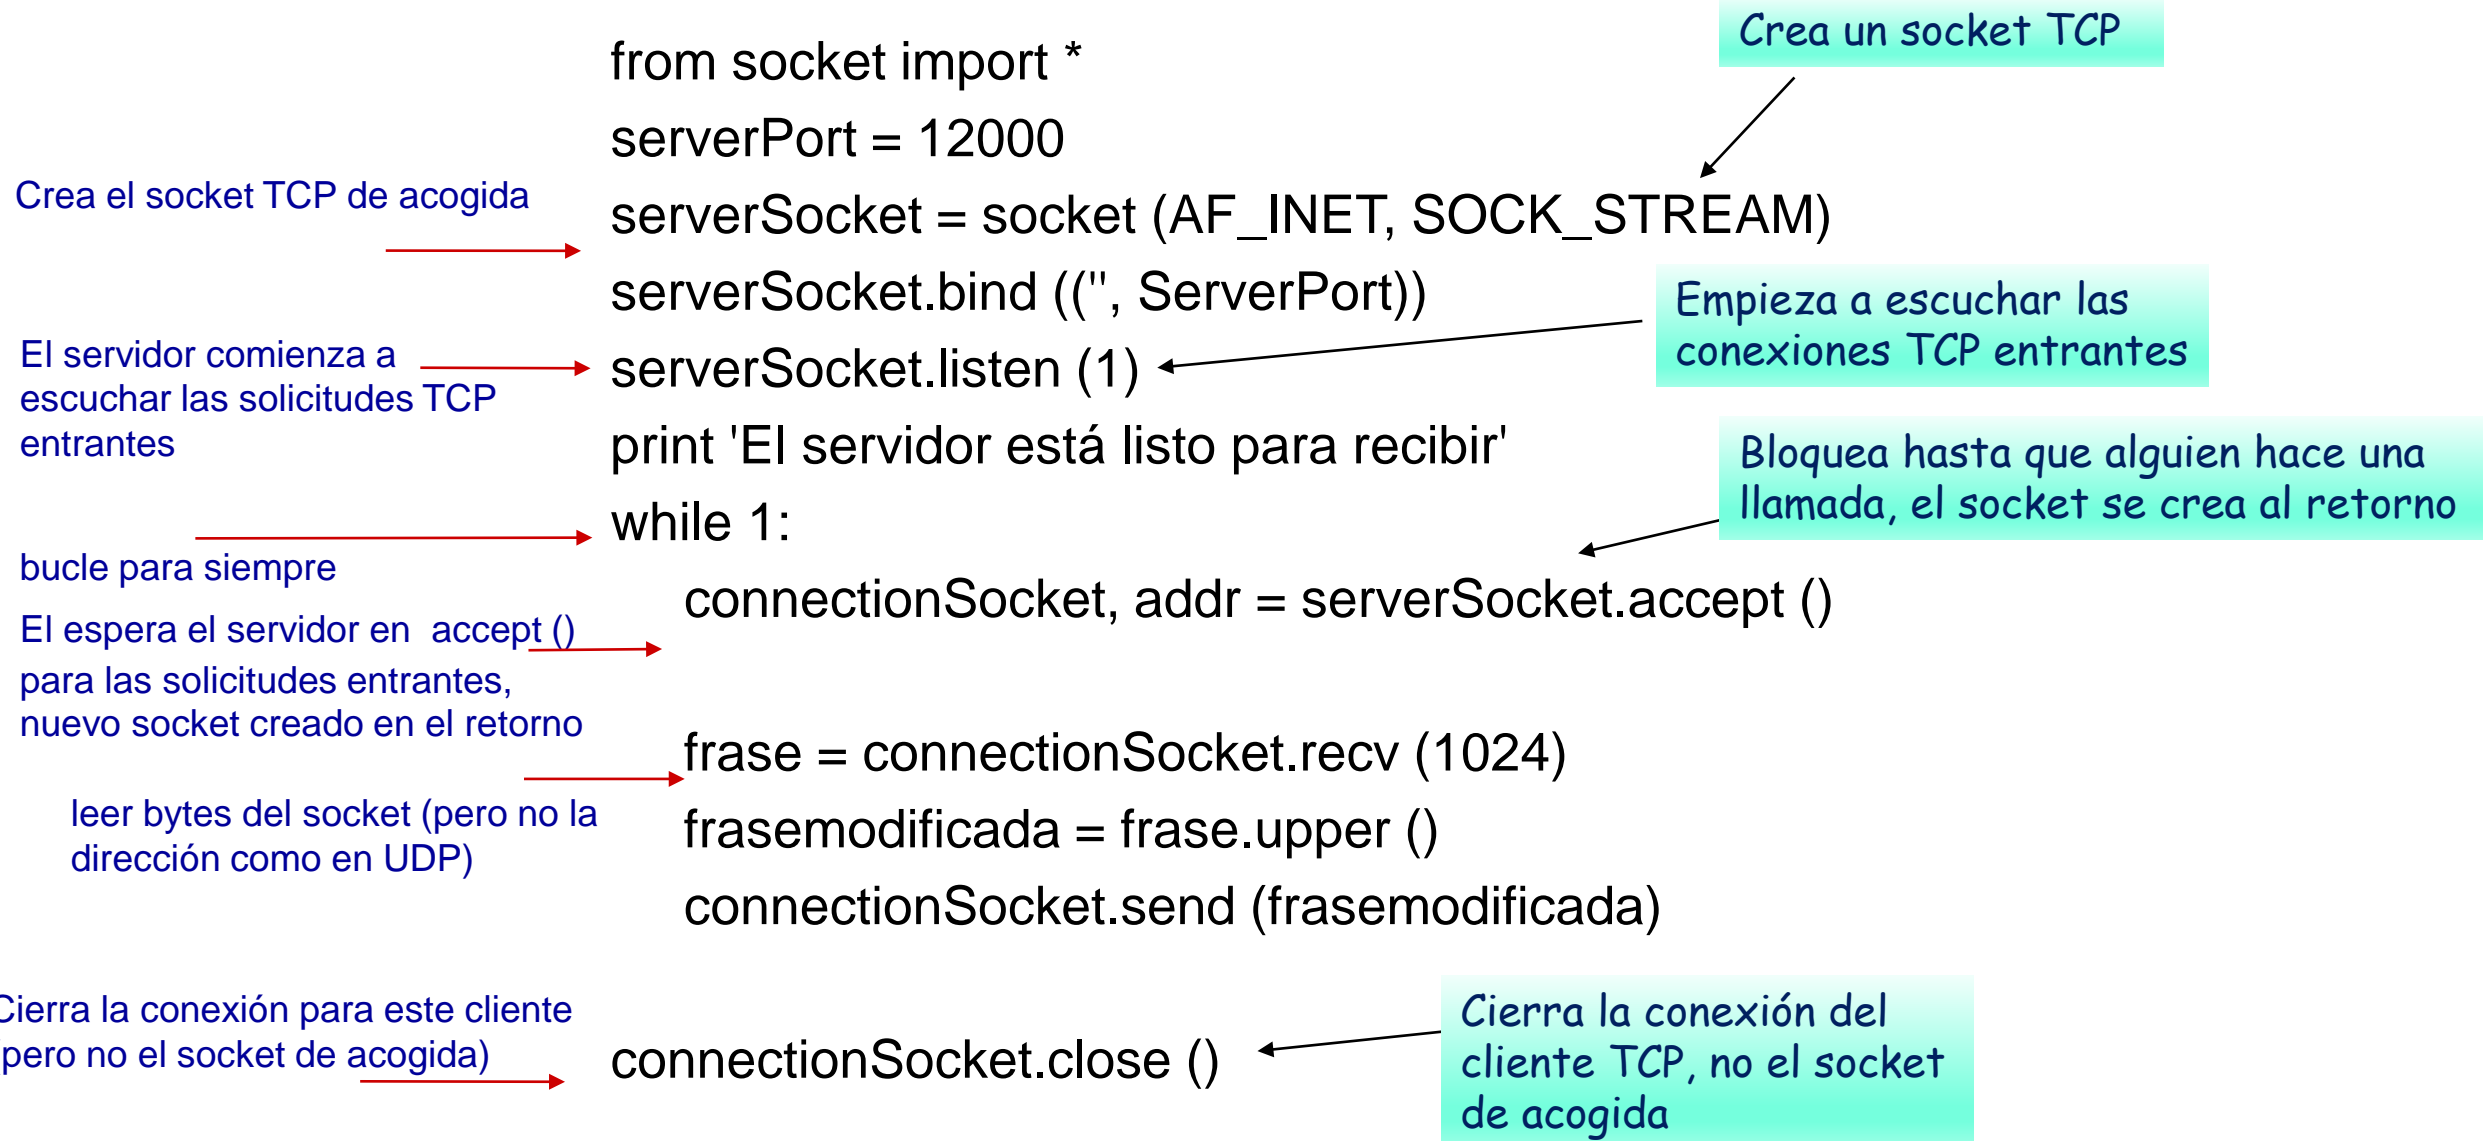 Crea un socket TCP
from socket import *
serverPort = 12000
Crea el socket TCP de acogida
serverSocket = socket (AF_INET, SOCK_STREAM)
serverSocket.bind (('', ServerPort))
Empieza a escuchar las
conexiones TCP entrantes
El servidor comienza a
escuchar las solicitudes TCP
entrantes
serverSocket.listen (1)
print 'El servidor está listo para recibir'
Bloquea hasta que alguien hace una
llamada, el socket se crea al retorno
while 1:
bucle para siempre
connectionSocket, addr = serverSocket.accept ()
El espera el servidor en accept ()
para las solicitudes entrantes,
nuevo socket creado en el retorno
frase = connectionSocket.recv (1024)
leer bytes del socket (pero no la
dirección como en UDP)
frasemodificada = frase.upper ()
connectionSocket.send (frasemodificada)
Cierra la conexión para este cliente
pero no el socket de acogida)
connectionSocket.close ()
Cierra la conexión del
cliente TCP, no el socket
de acogida